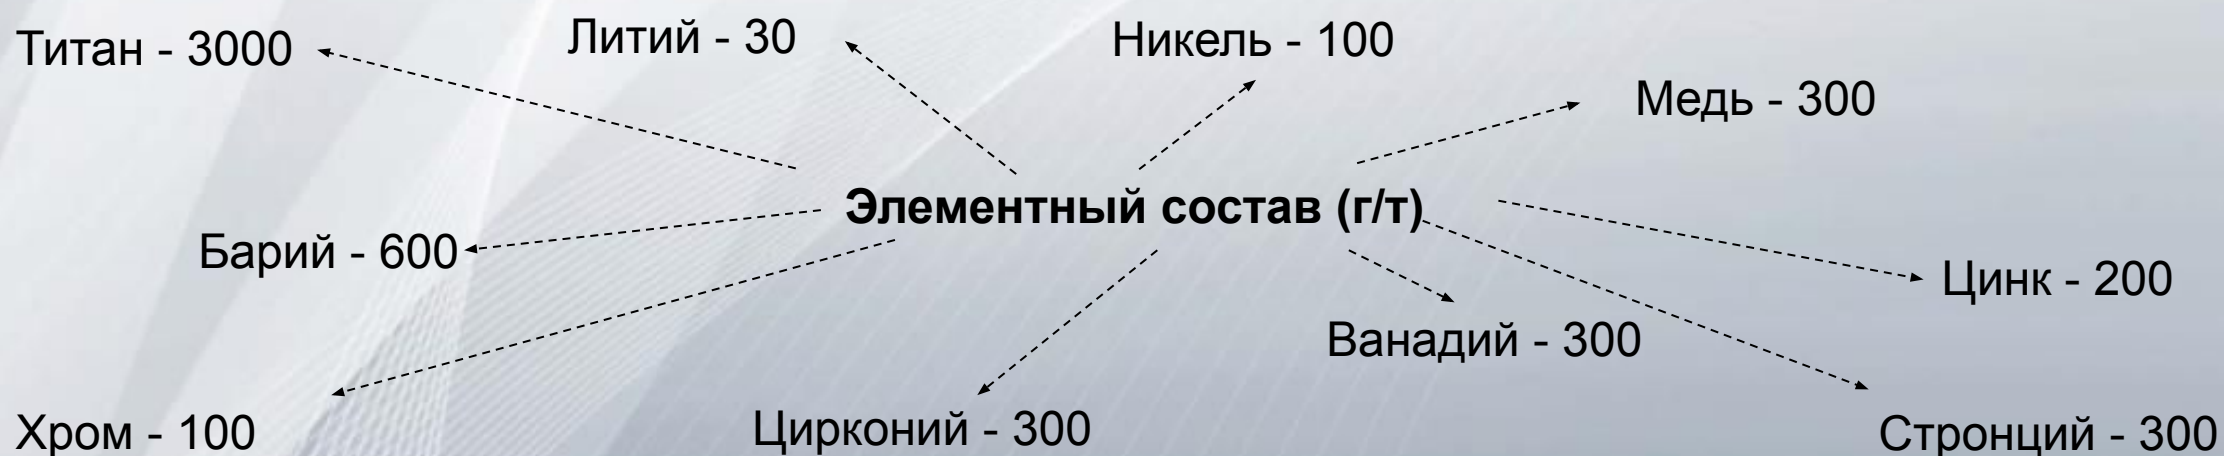 Титан - 3000
Литий - 30
Никель - 100
Медь - 300
Элементный состав (г/т)
Барий - 600
Цинк - 200
Ванадий - 300
Хром - 100
Цирконий - 300
Стронций - 300